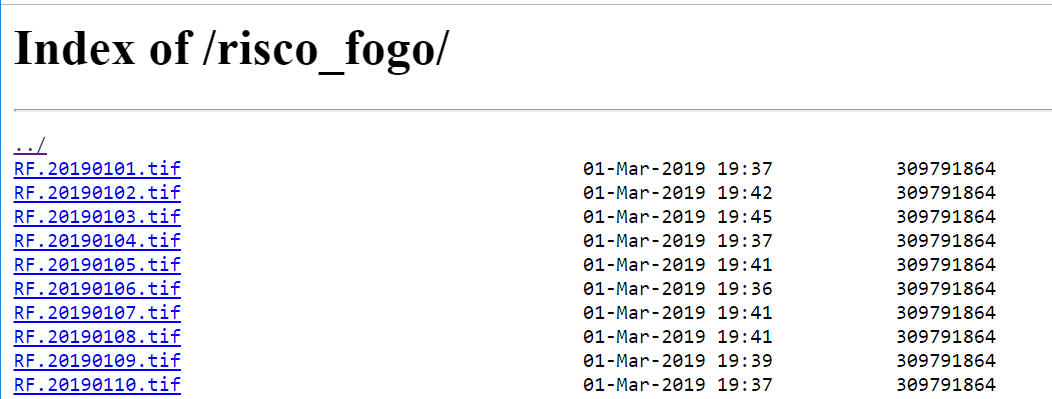 Index of /risco_fogo/
../
RF.20190101.tif 01-Mar-2019 19:37 309791864
RF.20190102.tif 01-Mar-2019 19:42 309791864
RF.20190103.tif 01-Mar-2019 19:45 309791864
RF.20190104.tif 01-Mar-2019 19:37 309791864
RF.20190105.tif 01-Mar-2019 19:41 309791864
RF.20190106.tif 01-Mar-2019 19:36 309791864
RF.20190107.tif 01-Mar-2019 19:41 309791864
RF.20190108.tif 01-Mar-2019 19:41 309791864
RF.20190109.tif 01-Mar-2019 19:39 309791864
RF.20190110.tif 01-Mar-2019 19:37 309791864